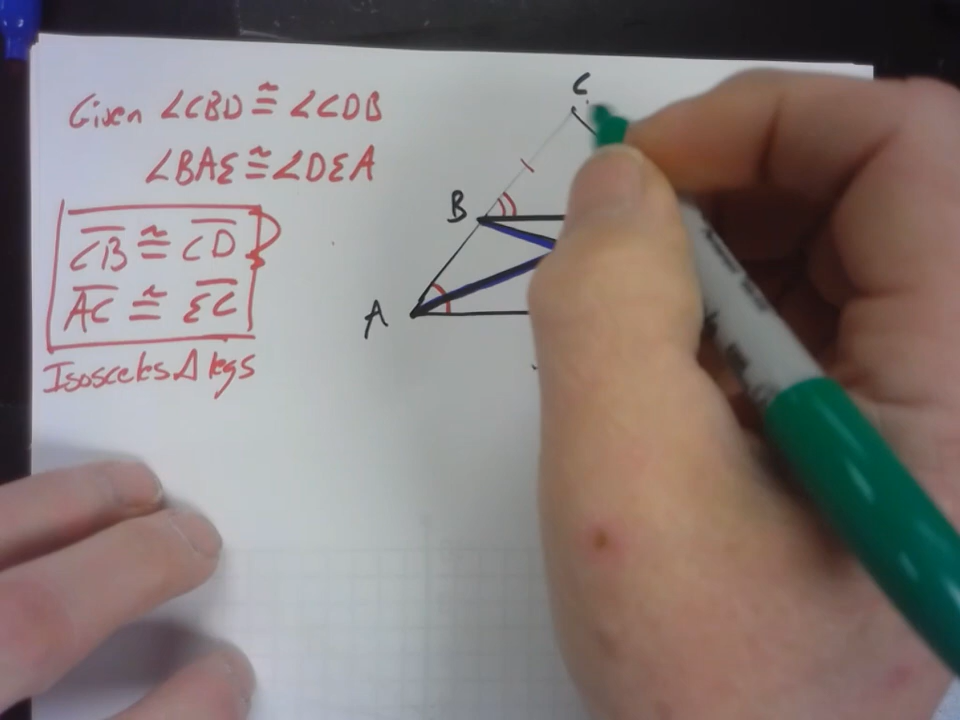 Given ∠CBD ≅ ∠CDB
∠BAE ≅ ∠DEA
CB ≅ CD
AC ≅ EC
Isosceles Δ legs
C
B
A